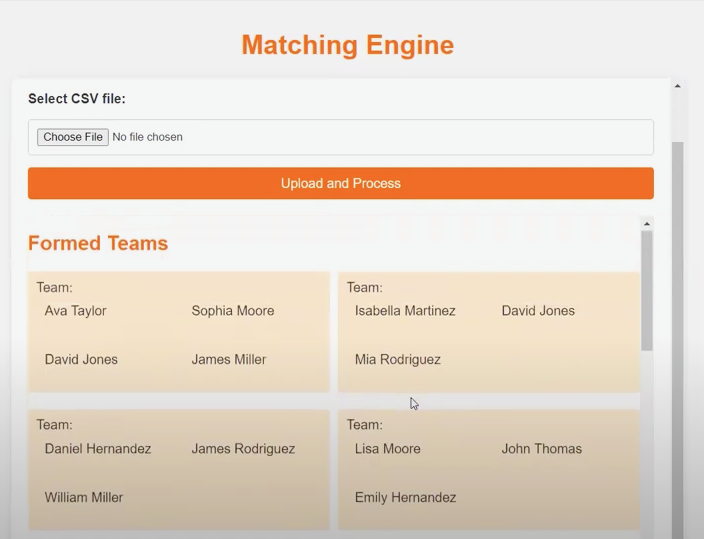 Matching Engine
Select CSV file:
Choose File No file chosen
Upload and Process
Formed Teams
Team:
Ava Taylor Sophia Moore
David Jones James Miller
Team:
Isabella Martinez David Jones
Mia Rodriguez
Team:
Daniel Hernandez James Rodriguez
William Miller
Team:
Lisa Moore John Thomas
Emily Hernandez